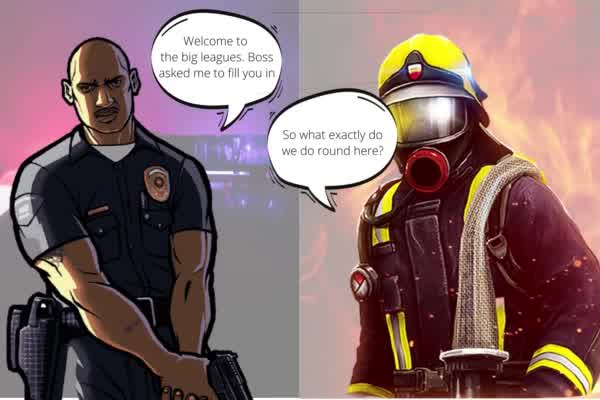 Welcome to
the big leagues. Boss
asked me to fill you in
So what exactly do
we do round here?